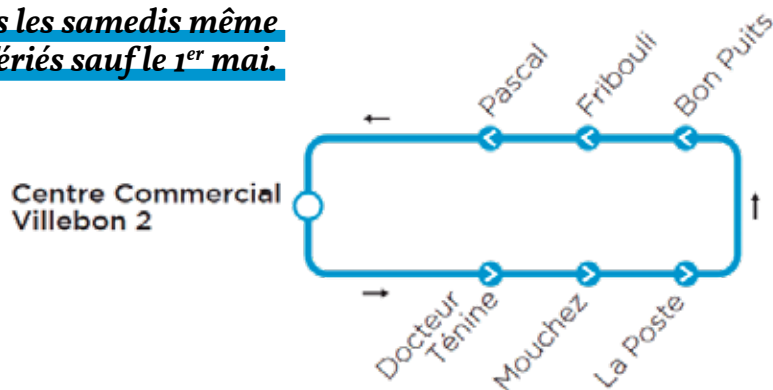 les samedis même
sauf le 1er mai.
Pascal
Fribouli
Bon Puits
Centre Commercial
Villebon 2
Docteur
Ténine
Mouchez
La Poste